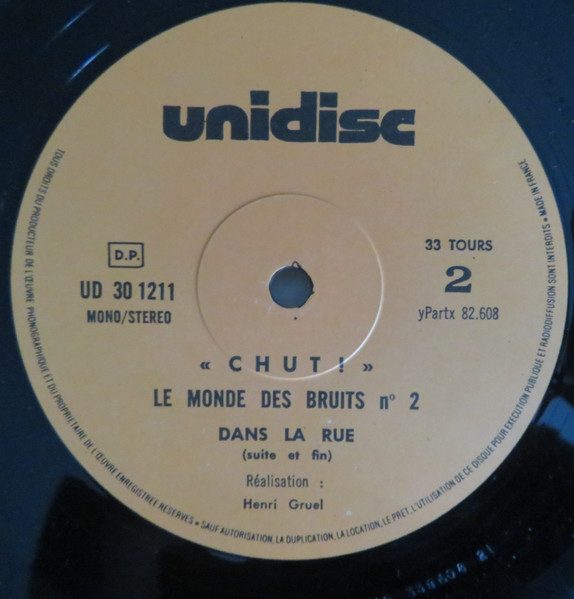 unidisc
D.P.
UD 30 1211
MONO/STEREO
33 TOURS
2
yPartx 82.608
« CHUT ! »
LE MONDE DES BRUITS n° 2
DANS LA RUE
(suite et fin)
Réalisation :
Henri Gruel
TOUS DROITS DU PRODUCTEUR DE L'ŒUVRE PHONOGRAPHIQUE ET DU PROPRIETAIRE DE L'ŒUVRE ENREGISTREE RESERVES • SAUF AUTORISATION, LA DUPLICATION, LA LOCATION, LE PRET, L'UTILISATION DE CE DISQUE POUR EXECUTION PUBLIQUE ET RADIODIFFUSION SONT INTERDITES • MADE IN FRANCE